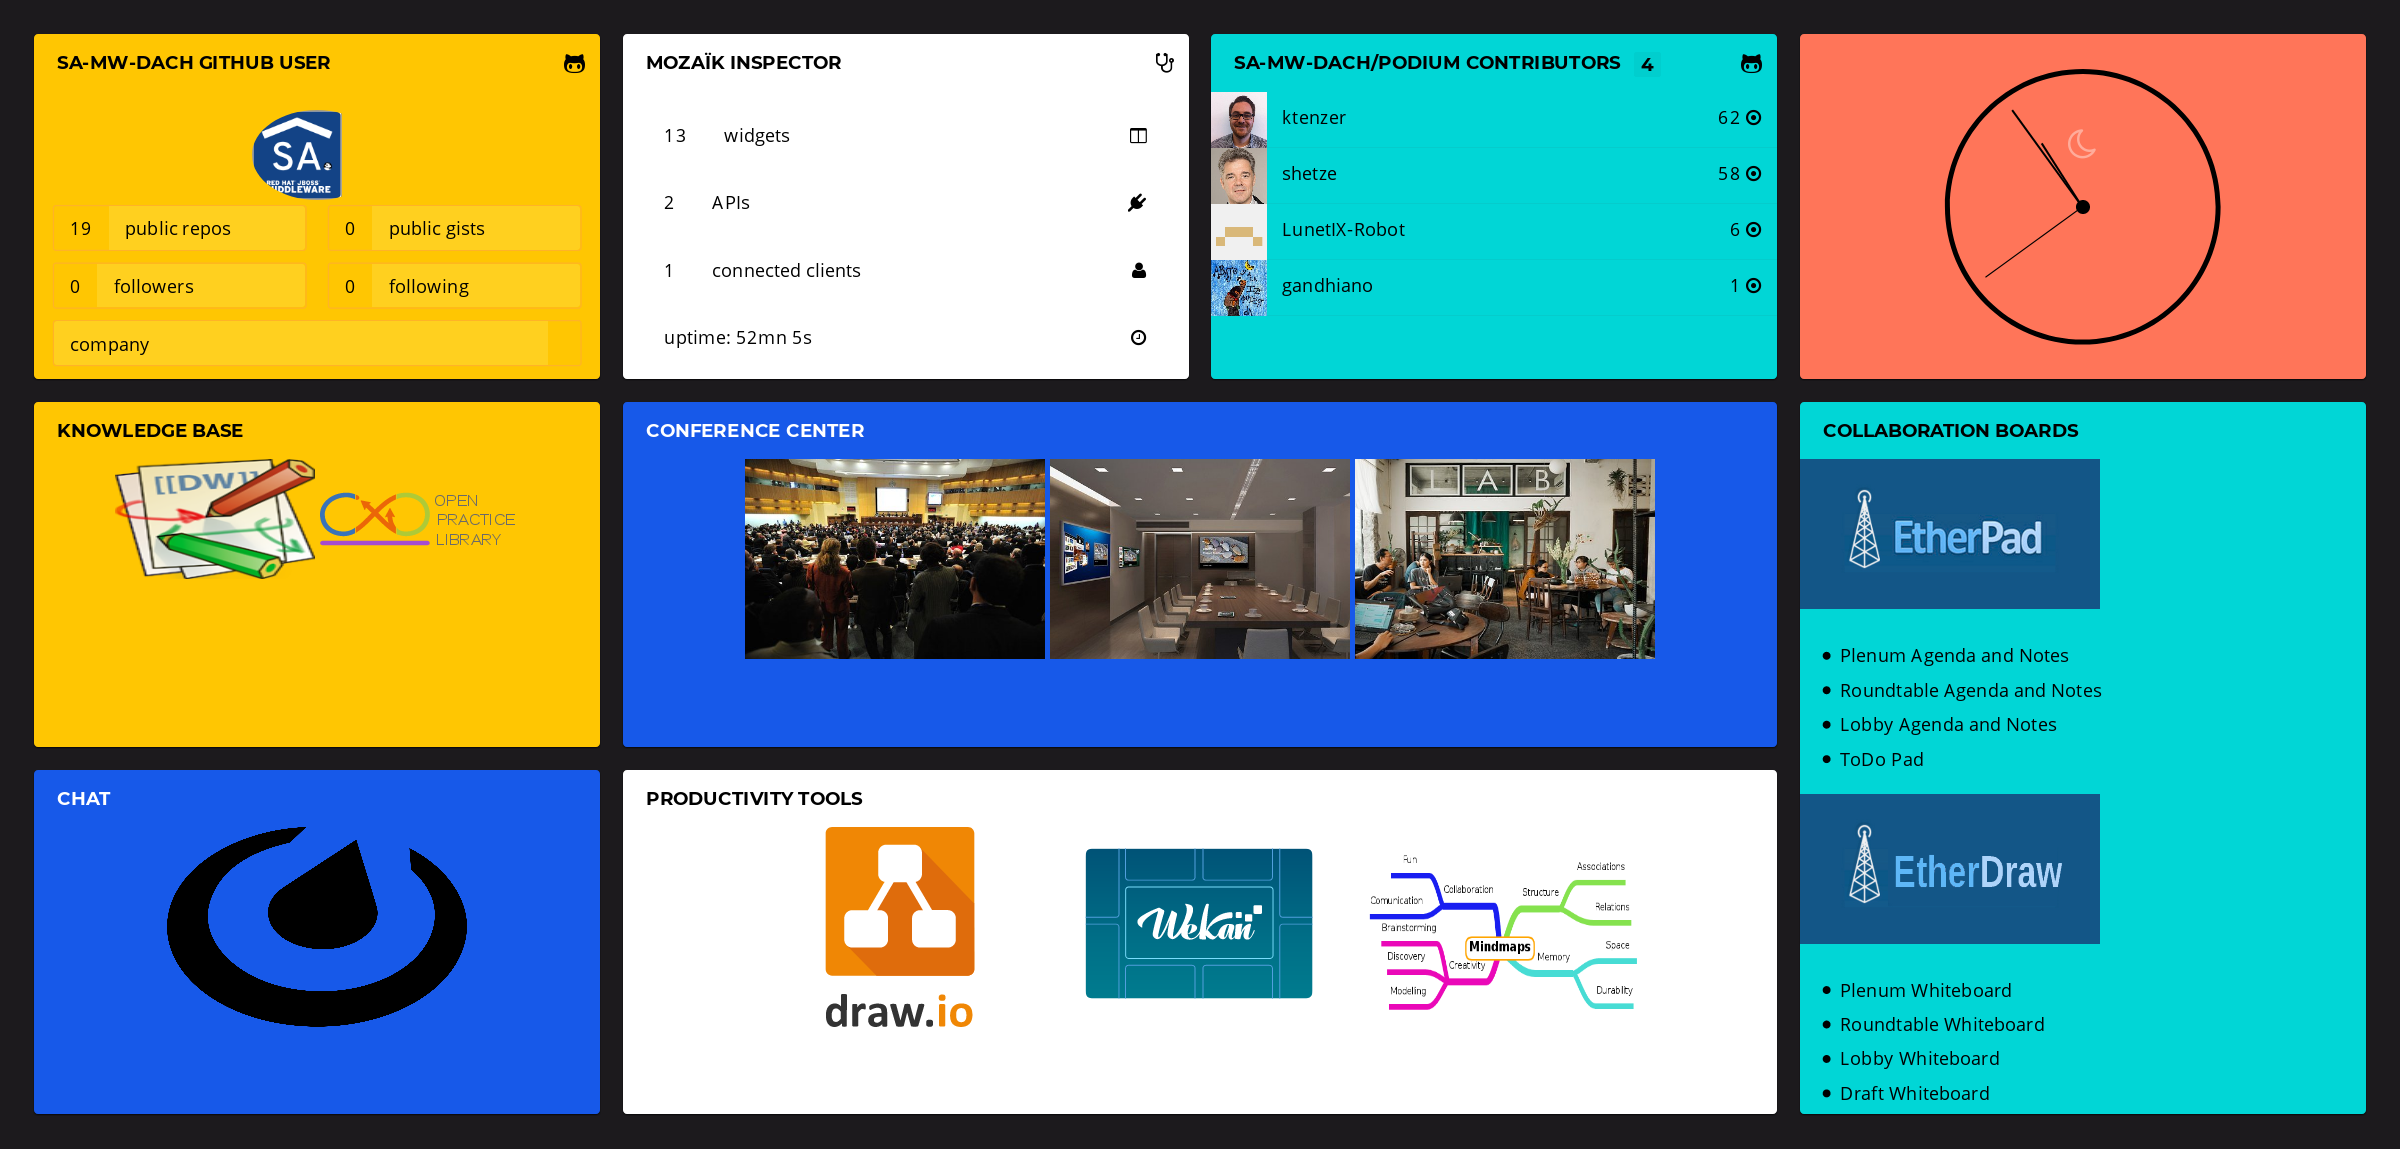 SA-MW-DACH GITHUB USER
SA
RED HAT JBOSS
MIDDLEWARE
19 public repos
0 public gists
0 followers
0 following
company
MOZAÏK INSPECTOR
13 widgets
2 APIs
1 connected clients
uptime: 52mn 5s
SA-MW-DACH/PODIUM CONTRIBUTORS 4
ktenzer 62
shetze 58
LunetIX-Robot 6
gandhiano 1
KNOWLEDGE BASE
[[DW]]
OPEN
PRACTICE
LIBRARY
CONFERENCE CENTER
LAB
COLLABORATION BOARDS
EtherPad
Plenum Agenda and Notes
Roundtable Agenda and Notes
Lobby Agenda and Notes
ToDo Pad
EtherDraw
Plenum Whiteboard
Roundtable Whiteboard
Lobby Whiteboard
Draft Whiteboard
CHAT
PRODUCTIVITY TOOLS
draw.io
Wekan
Fun
Collaboration
Comunication
Brainstorming
Discovery
Creativity
Modelling
Mindmaps
Associations
Structure
Relations
Space
Memory
Durability